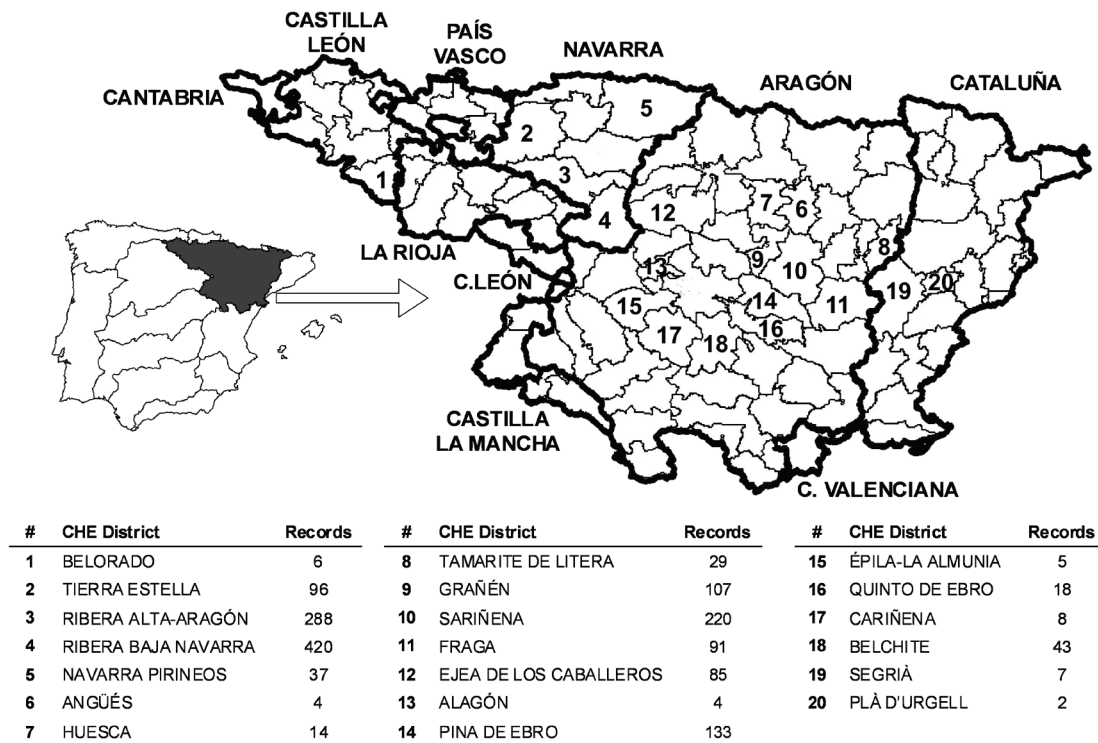 CASTILLA
LEÓN
PAÍS
VASCO
NAVARRA
ARAGÓN
CATALUÑA
CANTABRIA
5
2
1
3
7
6
12
4
8
LA RIOJA
9
13
10
C.LEÓN
19
20
14
11
15
16
17
18
CASTILLA
LA MANCHA
C. VALENCIANA
# CHE District Records
1 BELORADO 6
2 TIERRA ESTELLA 96
3 RIBERA ALTA-ARAGÓN 288
4 RIBERA BAJA NAVARRA 420
5 NAVARRA PIRINEOS 37
6 ANGÜÉS 4
7 HUESCA 14
# CHE District Records
8 TAMARITE DE LITERA 29
9 GRAÑÉN 107
10 SARIÑENA 220
11 FRAGA 91
12 EJEA DE LOS CABALLEROS 85
13 ALAGÓN 4
14 PINA DE EBRO 133
# CHE District Records
15 ÉPILA-LA ALMUNIA 5
16 QUINTO DE EBRO 18
17 CARIÑENA 8
18 BELCHITE 43
19 SEGRIÀ 7
20 PLÀ D'URGELL 2